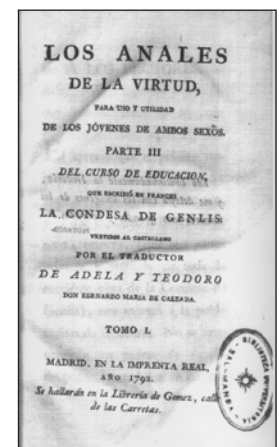 LOS ANALES
DE LA VIRTUD,
PARA USO Y UTILIDAD
DE LOS JÓVENES DE AMBOS SEXÔS.
PARTE III
DEL CURSO DE EDUCACION,
QUE ESCRIBIÓ EN FRANCES
LA CONDESA DE GENLIS:
VERTIDOS AL CASTELLANO
POR EL TRADUCTOR
DE ADELA Y TEODORO
DON BERNARDO MARIA DE CALZADA.
TOMO I.
MADRID, EN LA IMPRENTA REAL,
AÑO 1792.
Se hallarán en la Librería de Gomez, calle
de las Carretas.